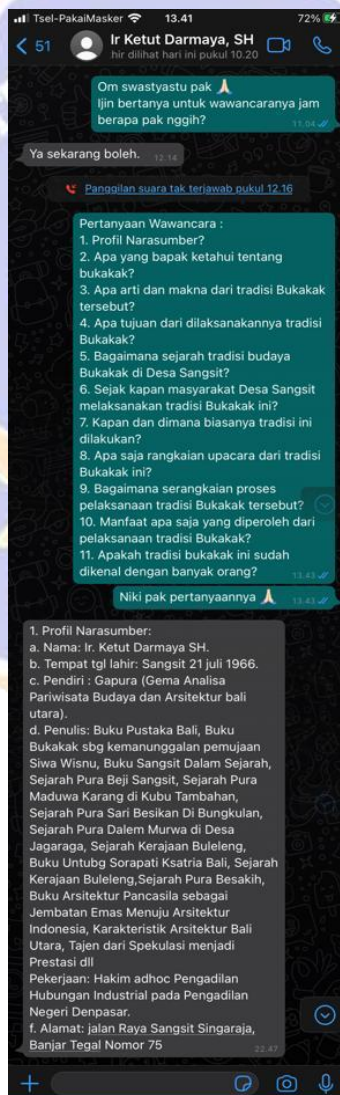 Tsel-PakaiMasker 13.41 72%
51 Ir Ketut Darmaya, SH
hir dilihat hari ini pukul 10.20
Om swastyastu pak 🙏🏻
Ijin bertanya untuk wawancaranya jam
berapa pak nggih?
11.04
Ya sekarang boleh. 12.14
Panggilan suara tak terjawab pukul 12.16
Pertanyaan Wawancara :
1. Profil Narasumber?
2. Apa yang bapak ketahui tentang
bukakak?
3. Apa arti dan makna dari tradisi Bukakak
tersebut?
4. Apa tujuan dari dilaksanakannya tradisi
Bukakak?
5. Bagaimana sejarah tradisi budaya
Bukakak di Desa Sangsit?
6. Sejak kapan masyarakat Desa Sangsit
melaksanakan tradisi Bukakak ini?
7. Kapan dan dimana biasanya tradisi ini
dilakukan?
8. Apa saja rangkaian upacara dari tradisi
Bukakak ini?
9. Bagaimana serangkaian proses
pelaksanaan tradisi Bukakak tersebut?
10. Manfaat apa saja yang diperoleh dari
pelaksanaan tradisi Bukakak?
11. Apakah tradisi bukakak ini sudah
dikenal dengan banyak orang?
13.43
Niki pak pertanyaannya 🙏🏻 13.43
1. Profil Narasumber:
a. Nama: Ir. Ketut Darmaya SH.
b. Tempat tgl lahir: Sangsit 21 juli 1966.
c. Pendiri : Gapura (Gema Analisa
Pariwisata Budaya dan Arsitektur bali
utara).
d. Penulis: Buku Pustaka Bali, Buku
Bukakak sbg kemanunggalan pemujaan
Siwa Wisnu, Buku Sangsit Dalam Sejarah,
Sejarah Pura Beji Sangsit, Sejarah Pura
Maduwa Karang di Kubu Tambahan,
Sejarah Pura Sari Besikan Di Bungkulan,
Sejarah Pura Dalem Murwa di Desa
Jagaraga, Sejarah Kerajaan Buleleng,
Buku Untubg Sorapati Ksatria Bali, Sejarah
Kerajaan Buleleng,Sejarah Pura Besakih,
Buku Arsitektur Pancasila sebagai
Jembatan Emas Menuju Arsitektur
Indonesia, Karakteristik Arsitektur Bali
Utara, Tajen dari Spekulasi menjadi
Prestasi dll
Pekerjaan: Hakim adhoc Pengadilan
Hubungan Industrial pada Pengadilan
Negeri Denpasar.
f. Alamat: jalan Raya Sangsit Singaraja,
Banjar Tegal Nomor 75
22.47